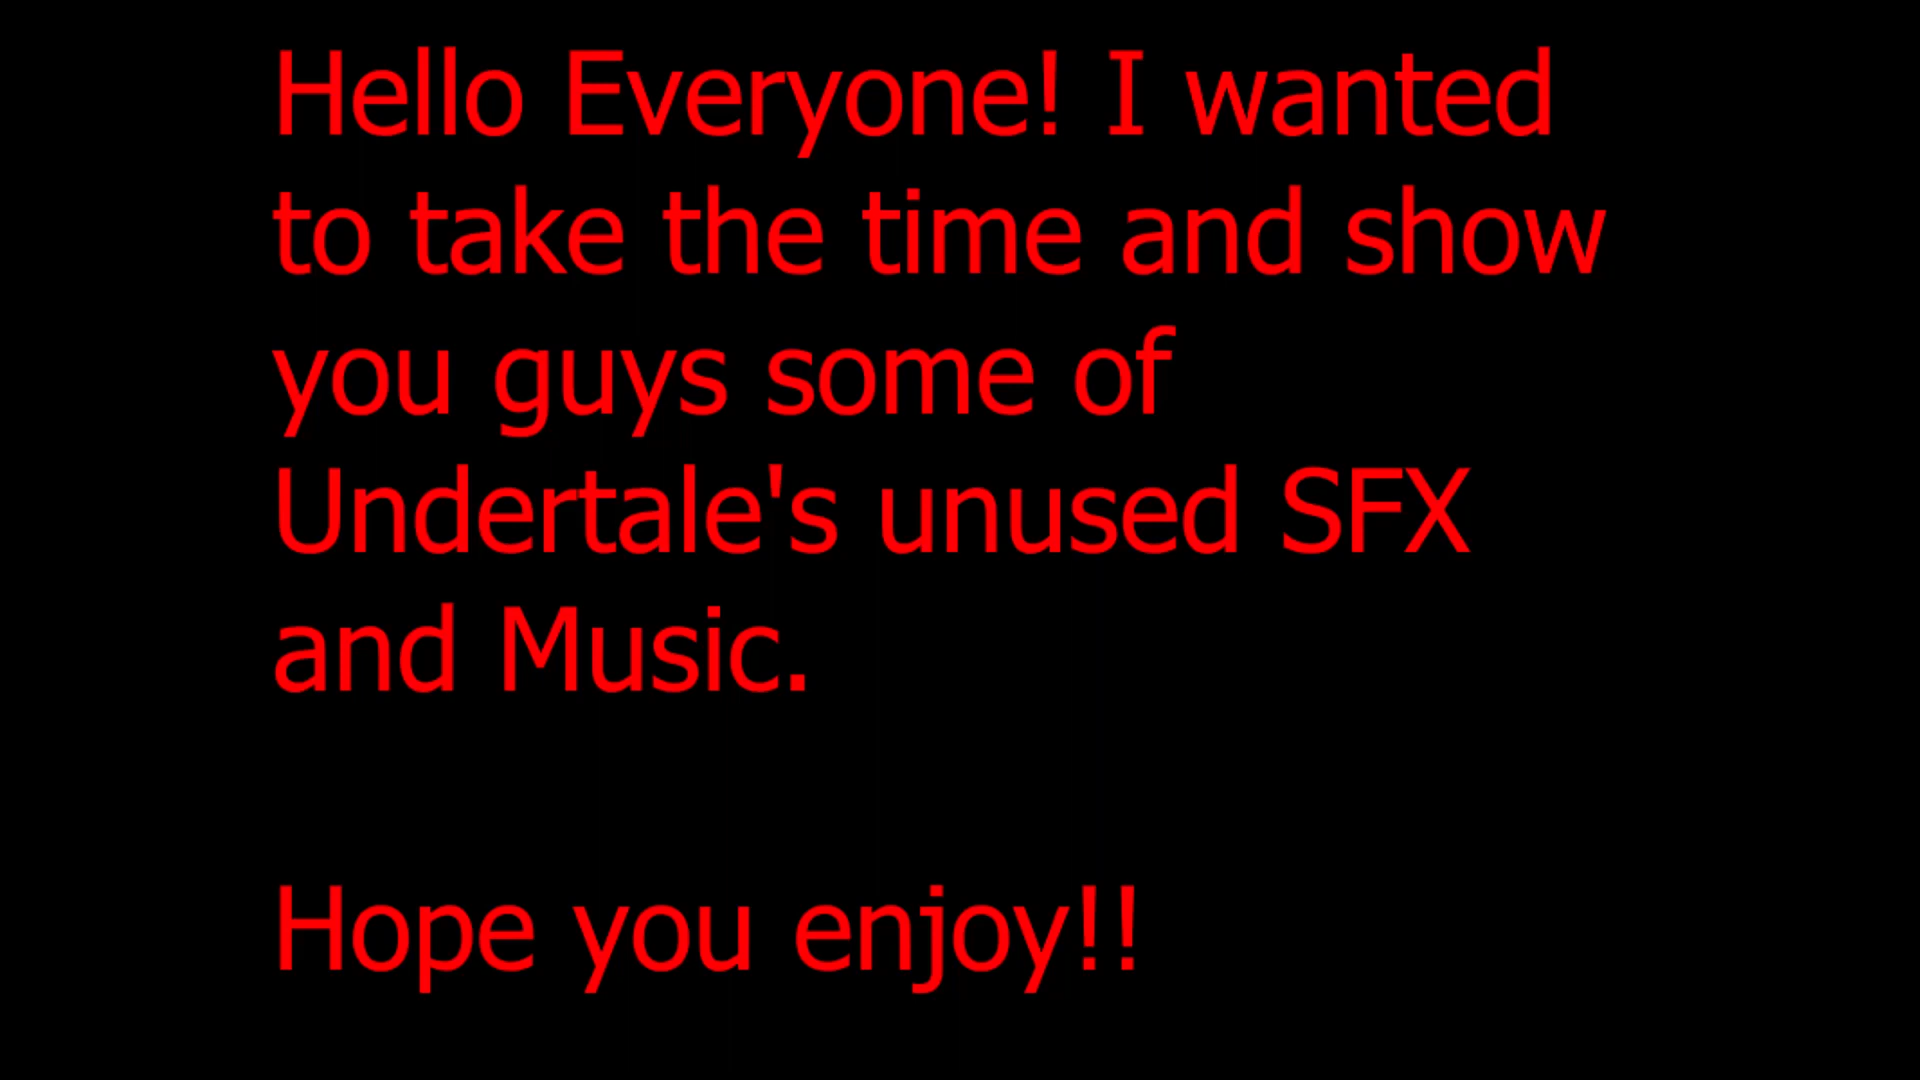 Hello Everyone! I wanted
to take the time and show
you guys some of
Undertale's unused SFX
and Music.
Hope you enjoy!!